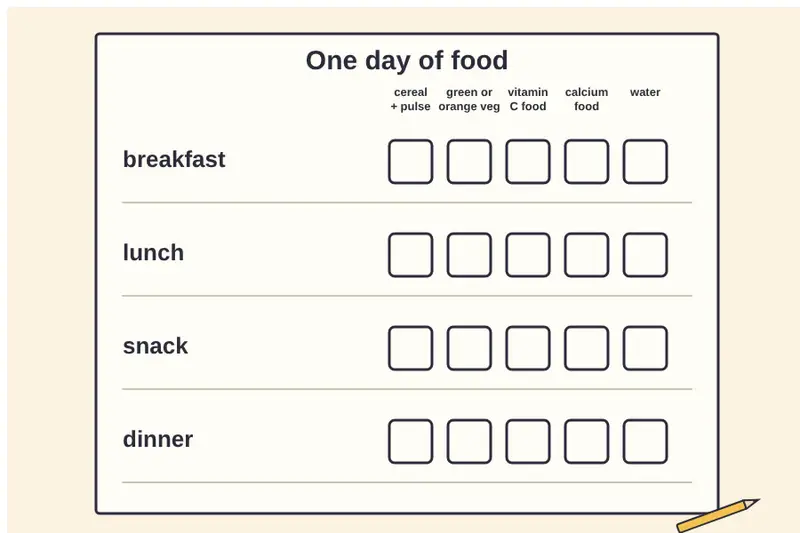 One day of food
cereal
+ pulse
green or
orange veg
vitamin
C food
calcium
food
water
breakfast
lunch
snack
dinner